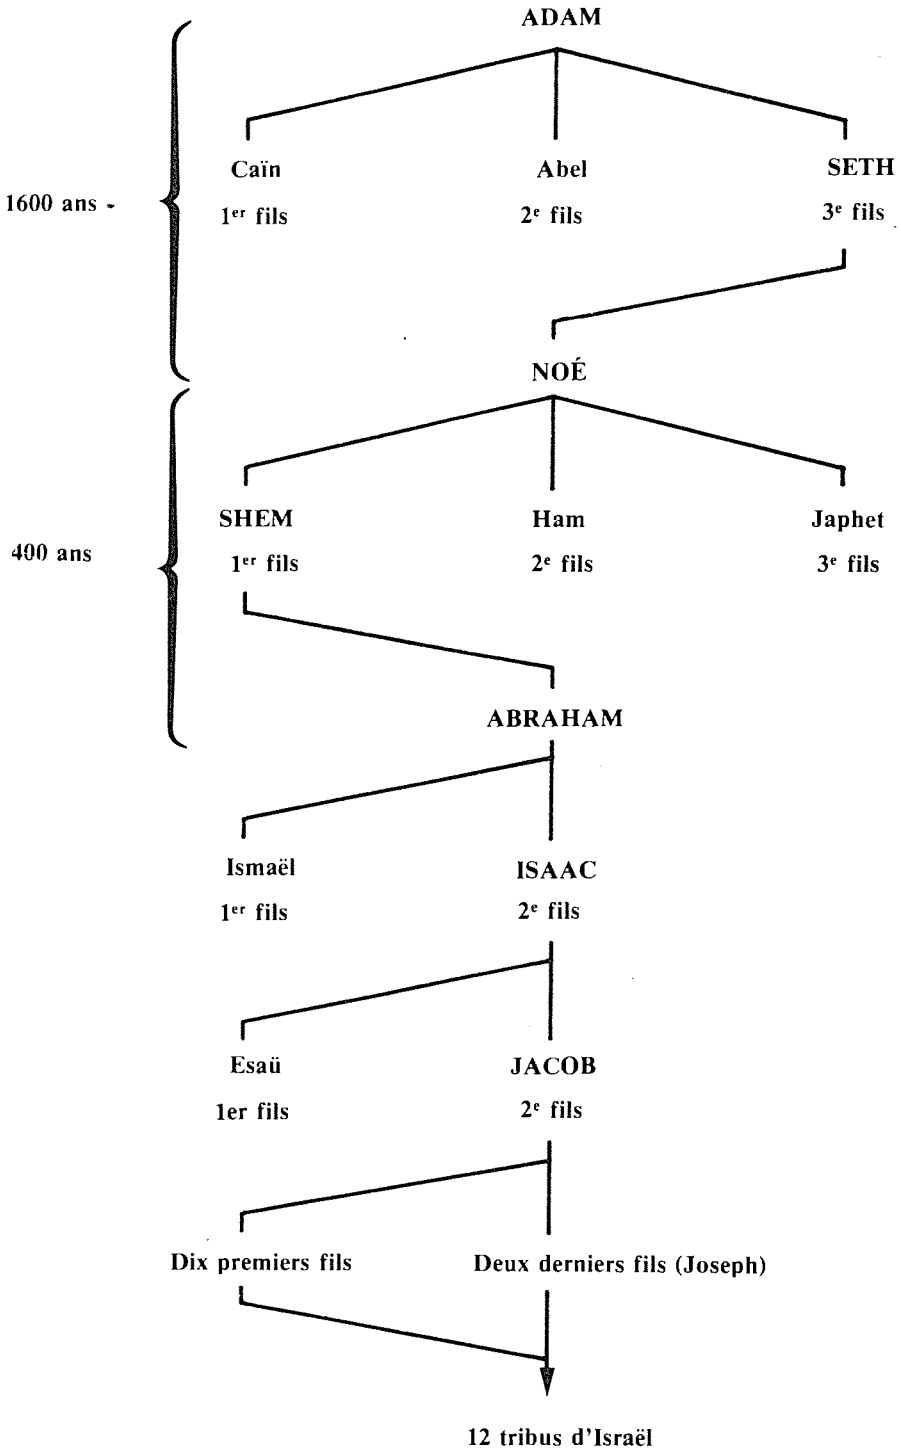 ADAM
Caïn Abel SETH
1600 ans
1er fils 2e fils 3e fils
NOÉ
SHEM Ham Japhet
400 ans
1er fils 2e fils 3e fils
ABRAHAM
Ismaël ISAAC
1er fils 2e fils
Esaü JACOB
1er fils 2e fils
Dix premiers fils Deux derniers fils (Joseph)
12 tribus d'Israël